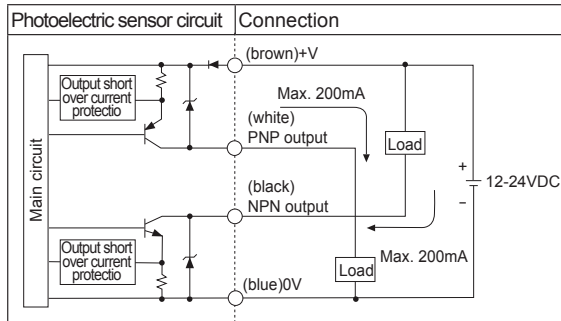 Photoelectric sensor circuit
Connection
Main circuit
Output short
over current
protectio
(brown)+V
Max. 200mA
(white)
PNP output
Load
+
12-24VDC
−
(black)
NPN output
Output short
over current
protectio
Max. 200mA
Load
(blue)0V